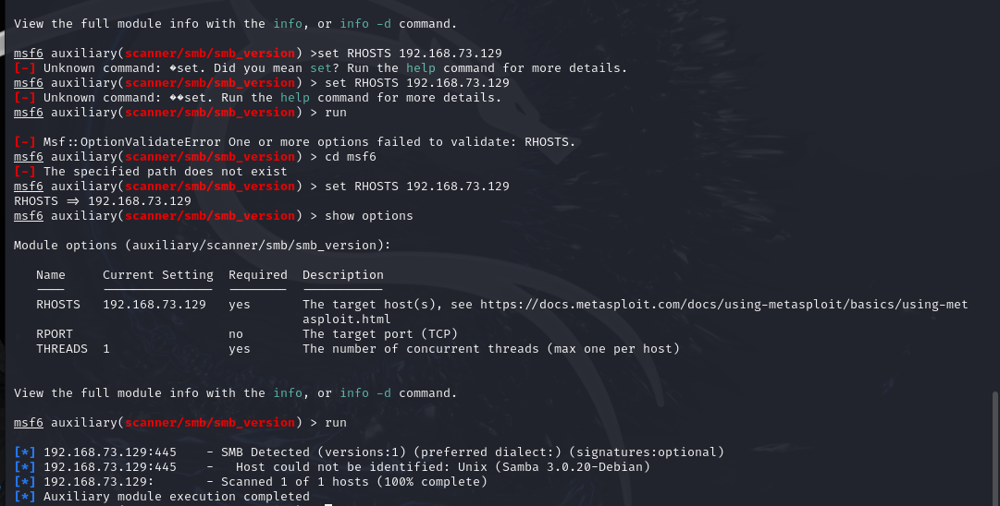 View the full module info with the info, or info -d command.
msf6 auxiliary(scanner/smb/smb_version) >set RHOSTS 192.168.73.129
[-] Unknown command: �set. Did you mean set? Run the help command for more details.
msf6 auxiliary(scanner/smb/smb_version) > set RHOSTS 192.168.73.129
[-] Unknown command: ��set. Run the help command for more details.
msf6 auxiliary(scanner/smb/smb_version) > run
[-] Msf::OptionValidateError One or more options failed to validate: RHOSTS.
msf6 auxiliary(scanner/smb/smb_version) > cd msf6
[-] The specified path does not exist
msf6 auxiliary(scanner/smb/smb_version) > set RHOSTS 192.168.73.129
RHOSTS => 192.168.73.129
msf6 auxiliary(scanner/smb/smb_version) > show options
Module options (auxiliary/scanner/smb/smb_version):
Name Current Setting Required Description
---- --------------- -------- -----------
RHOSTS 192.168.73.129 yes The target host(s), see https://docs.metasploit.com/docs/using-metasploit/basics/using-met
asploit.html
RPORT no The target port (TCP)
THREADS 1 yes The number of concurrent threads (max one per host)
View the full module info with the info, or info -d command.
msf6 auxiliary(scanner/smb/smb_version) > run
[*] 192.168.73.129:445 - SMB Detected (versions:1) (preferred dialect:) (signatures:optional)
[*] 192.168.73.129:445 - Host could not be identified: Unix (Samba 3.0.20-Debian)
[*] 192.168.73.129: - Scanned 1 of 1 hosts (100% complete)
[*] Auxiliary module execution completed